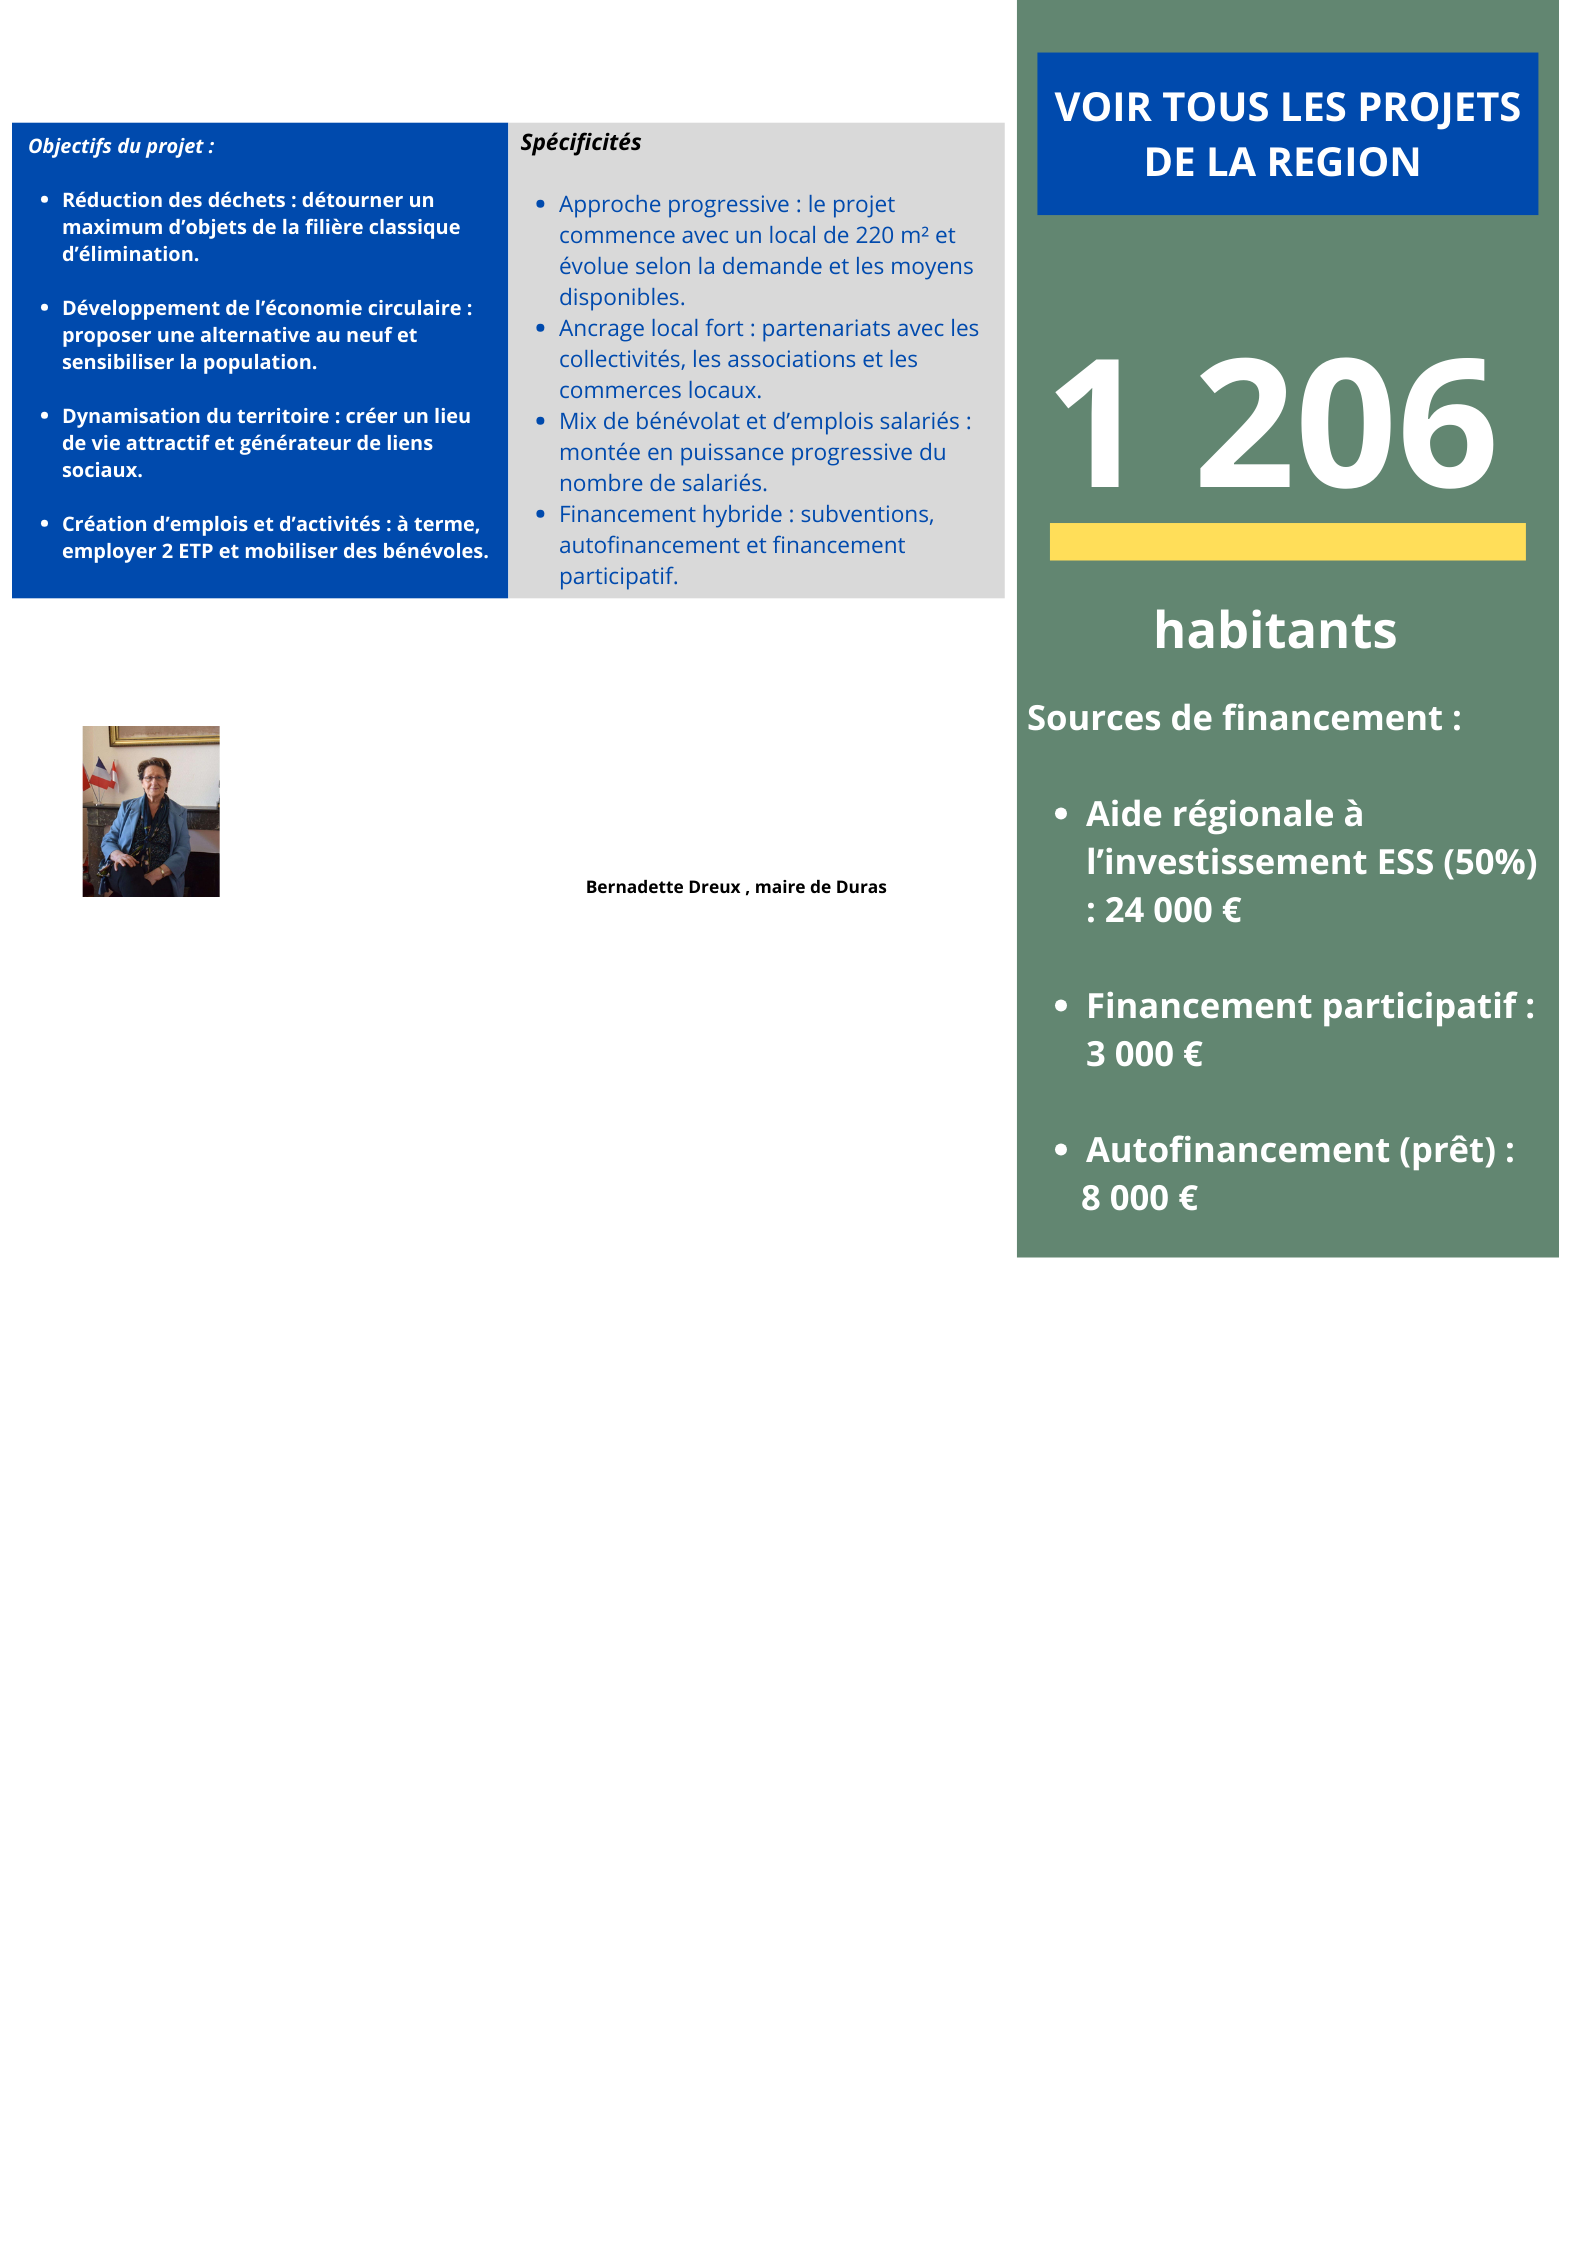 Objectifs du projet :
Réduction des déchets : détourner un
maximum d’objets de la filière classique
d’élimination.
Développement de l’économie circulaire :
proposer une alternative au neuf et
sensibiliser la population.
Dynamisation du territoire : créer un lieu
de vie attractif et générateur de liens
sociaux.
Création d’emplois et d’activités : à terme,
employer 2 ETP et mobiliser des bénévoles.
Spécificités
Approche progressive : le projet
commence avec un local de 220 m² et
évolue selon la demande et les moyens
disponibles.
Ancrage local fort : partenariats avec les
collectivités, les associations et les
commerces locaux.
Mix de bénévolat et d’emplois salariés :
montée en puissance progressive du
nombre de salariés.
Financement hybride : subventions,
autofinancement et financement
participatif.
Bernadette Dreux , maire de Duras
VOIR TOUS LES PROJETS
DE LA REGION
1 206
habitants
Sources de financement :
Aide régionale à
l’investissement ESS (50%)
: 24 000 €
Financement participatif :
3 000 €
Autofinancement (prêt) :
8 000 €